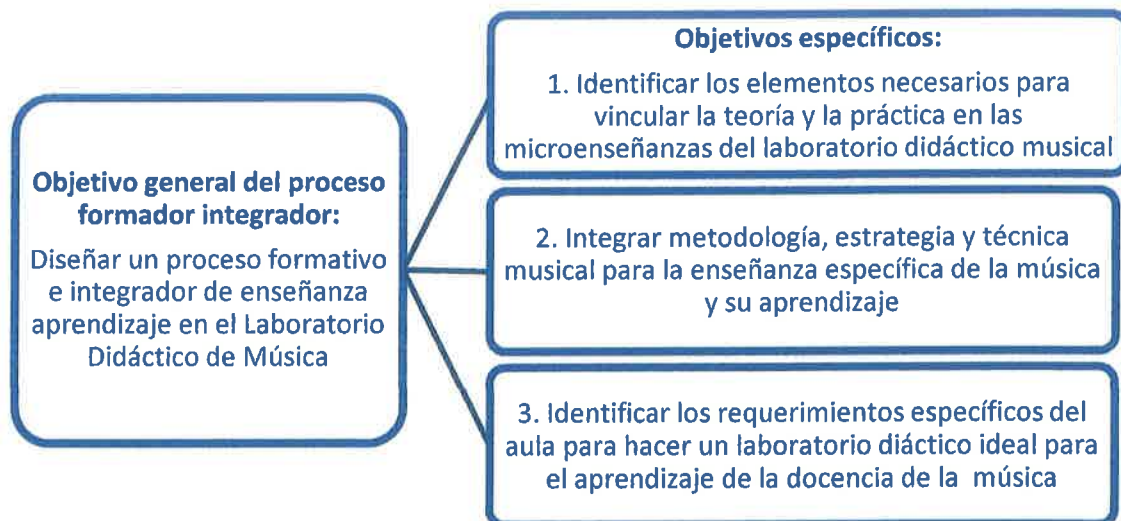 Objetivo general del proceso
formador integrador:
Diseñar un proceso formativo
e integrador de enseñanza
aprendizaje en el Laboratorio
Didáctico de Música
Objetivos específicos:
1. Identificar los elementos necesarios para
vincular la teoría y la práctica en las
microenseñanzas del laboratorio didáctico musical
2. Integrar metodología, estrategia y técnica
musical para la enseñanza específica de la música
y su aprendizaje
3. Identificar los requerimientos específicos del
aula para hacer un laboratorio diáctico ideal para
el aprendizaje de la docencia de la música